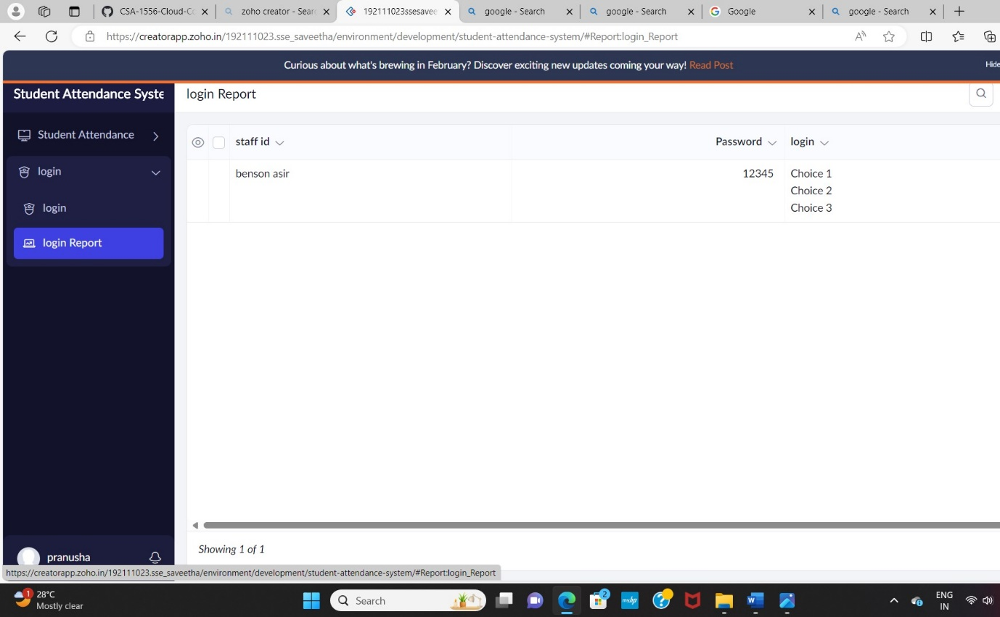 CSA-1556-Cloud-Co
zoho creator - Sear
192111023ssesavee
google - Search
google - Search
Google
google - Search
https://creatorapp.zoho.in/192111023.sse_saveetha/environment/development/student-attendance-system/#Report:login_Report
Curious about what's brewing in February? Discover exciting new updates coming your way! Read Post
Hide
Student Attendance Syste
login Report
Student Attendance
login
login
login Report
staff id
Password
login
benson asir
12345
Choice 1
Choice 2
Choice 3
Showing 1 of 1
pranusha
https://creatorapp.zoho.in/192111023.sse_saveetha/environment/development/student-attendance-system/#Report:login_Report
1
28°C
Mostly clear
Search
2
myhp
W
ENG
IN